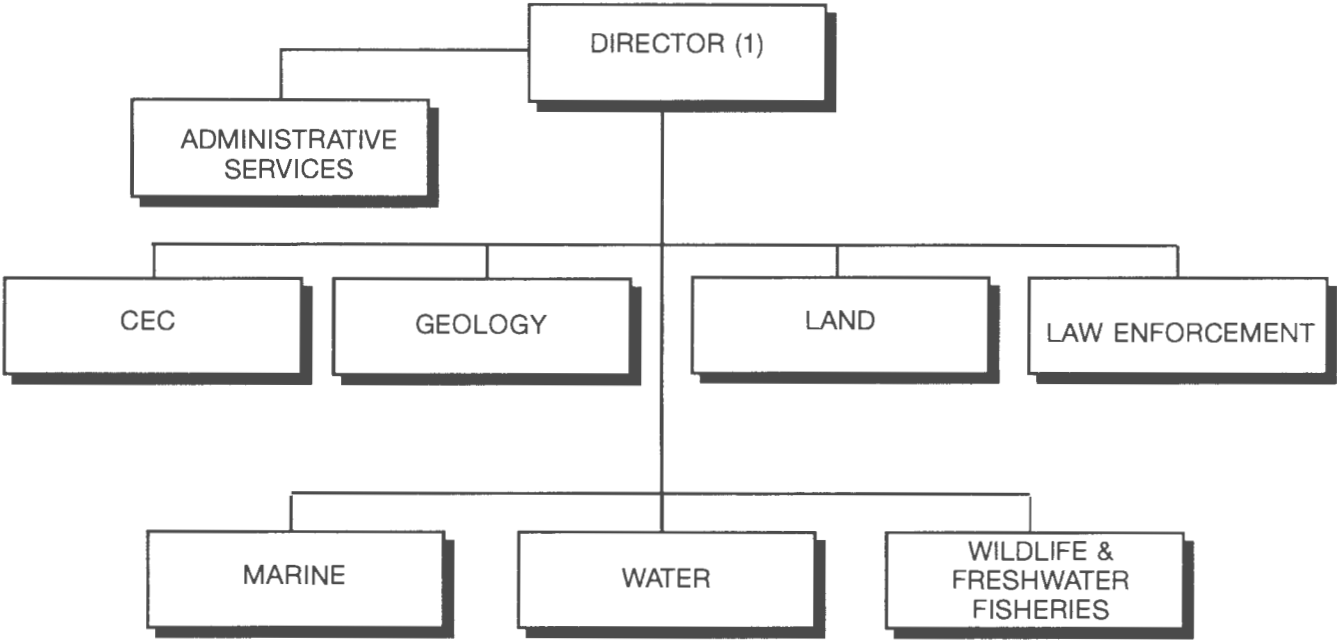 DIRECTOR (1)
ADMINISTRATIVE
SERVICES
CEC
GEOLOGY
LAND
LAW ENFORCEMENT
MARINE
WATER
WILDLIFE &
FRESHWATER
FISHERIES